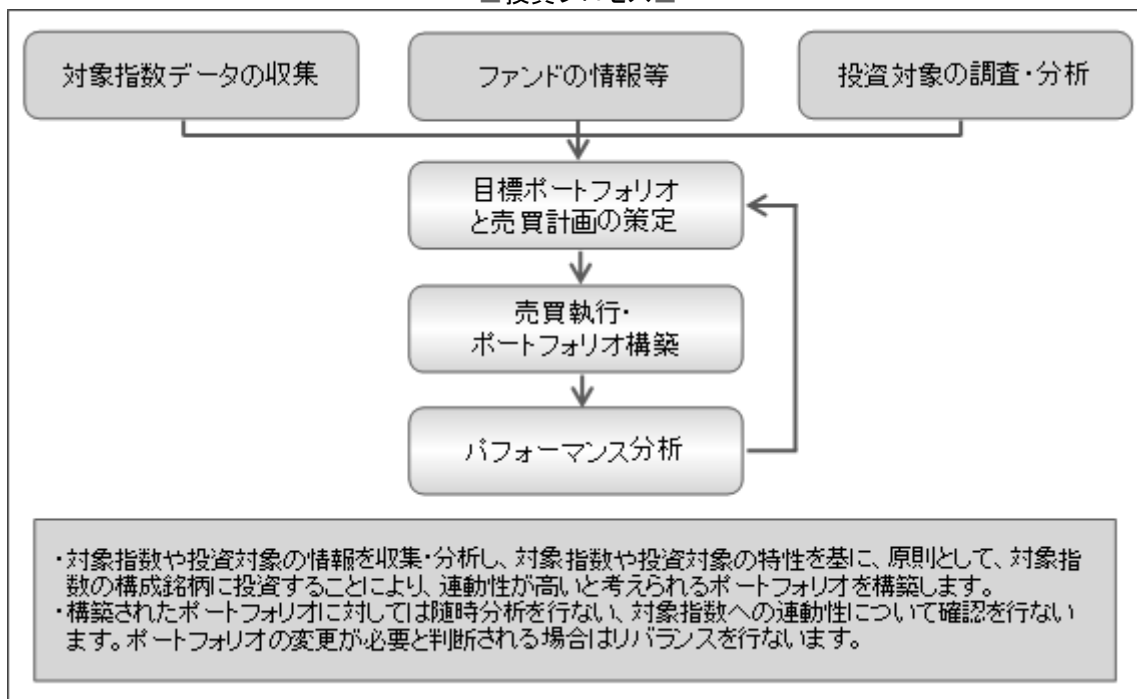 ■投資プロセス■
対象指数データの収集
ファンドの情報等
投資対象の調査・分析
目標ポートフォリオ
と売買計画の策定
売買執行・
ポートフォリオ構築
パフォーマンス分析
・対象指数や投資対象の情報を収集・分析し、対象指数や投資対象の特性を基に、原則として、対象指
数の構成銘柄に投資することにより、連動性が高いと考えられるポートフォリオを構築します。
・構築されたポートフォリオに対しては随時分析を行ない、対象指数への連動性について確認を行ない
ます。ポートフォリオの変更が必要と判断される場合はリバランスを行ないます。